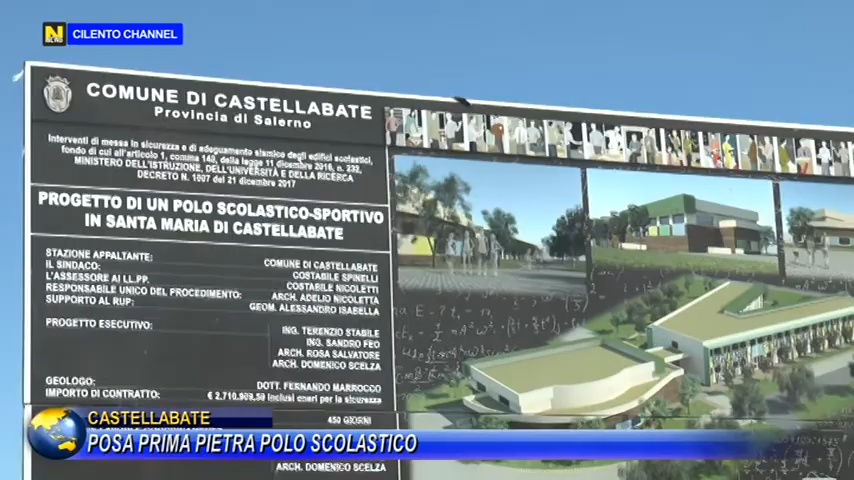 CILENTO CHANNEL
COMUNE DI CASTELLABATE
Provincia di Salerno
Interventi di messa in sicurezza e di adeguamento sismico degli edifici scolastici,
fondo di cui all'articolo 1, comma 140, della legge 11 dicembre 2016, n. 232,
MINISTERO DELL'ISTRUZIONE, DELL'UNIVERSITÀ E DELLA RICERCA
DECRETO N. 1007 del 21 dicembre 2017
PROGETTO DI UN POLO SCOLASTICO-SPORTIVO
IN SANTA MARIA DI CASTELLABATE
STAZIONE APPALTANTE: COMUNE DI CASTELLABATE
IL SINDACO: COSTABILE SPINELLI
L'ASSESSORE AI LL.PP. COSTABILE NICOLETTI
RESPONSABILE UNICO DEL PROCEDIMENTO: ARCH. ADELIO NICOLETTA
SUPPORTO AL RUP: GEOM. ALESSANDRO ISABELLA
PROGETTO ESECUTIVO: ING. TERENZIO STABILE
ING. SANDRO FEO
ARCH. ROSA SALVATORE
ARCH. DOMENICO SCELZA
GEOLOGO: DOTT. FERNANDO MARROCCO
IMPORTO DI CONTRATTO: € 2.710.909,50 inclusi oneri per la sicurezza
450 GIORNI
CASTELLABATE
POSA PRIMA PIETRA POLO SCOLASTICO
ARCH. DOMENICO SCELZA